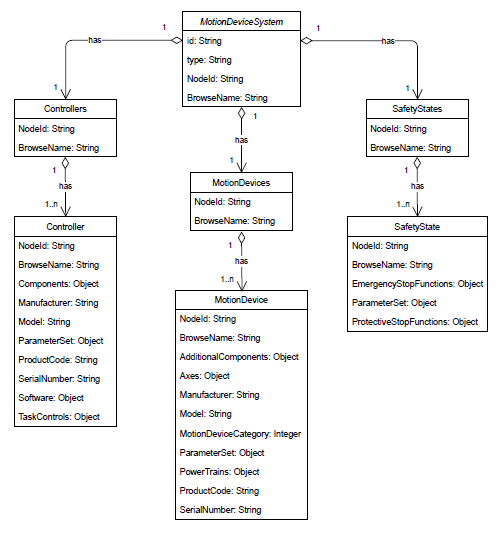 MotionDeviceSystem
id: String
type: String
NodeId: String
BrowseName: String
1
has
1
1
has
1
1
has
1
Controllers
NodeId: String
BrowseName: String
MotionDevices
NodeId: String
BrowseName: String
SafetyStates
NodeId: String
BrowseName: String
1
has
1..n
1
has
1..n
1
has
1..n
Controller
NodeId: String
BrowseName: String
Components: Object
Manufacturer: String
Model: String
ParameterSet: Object
ProductCode: String
SerialNumber: String
Software: Object
TaskControls: Object
MotionDevice
NodeId: String
BrowseName: String
AdditionalComponents: Object
Axes: Object
Manufacturer: String
Model: String
MotionDeviceCategory: Integer
ParameterSet: Object
PowerTrains: Object
ProductCode: String
SerialNumber: String
SafetyState
NodeId: String
BrowseName: String
EmergencyStopFunctions: Object
ParameterSet: Object
ProtectiveStopFunctions: Object